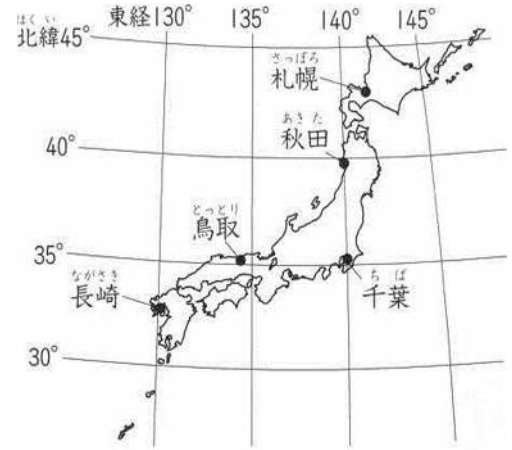 東経130° 135° 140° 145°
はくい
北緯45°
さっぽろ
札幌
あきた
秋田
40°
とっとり
鳥取
35°
ながさき
長崎
ちば
千葉
30°